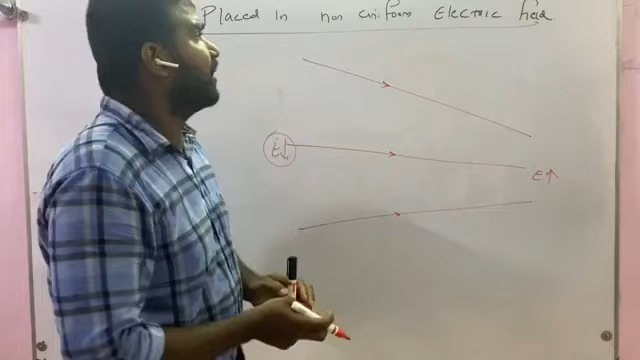 Placed In non uniform Electric field
E↓
E↑